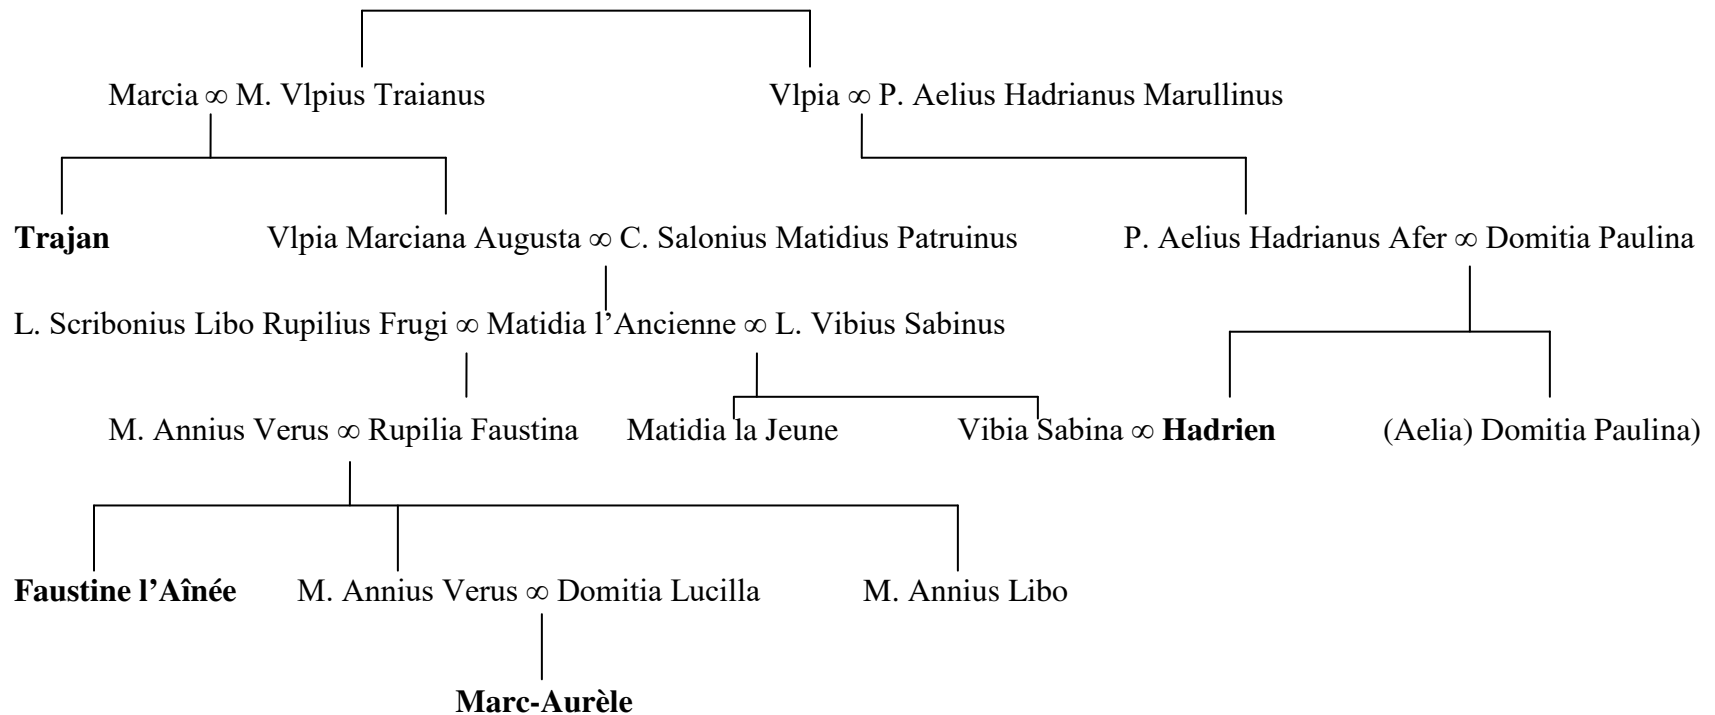 Marcia ∞ M. Vlpius Traianus Vlpia ∞ P. Aelius Hadrianus Marullinus
Trajan Vlpia Marciana Augusta ∞ C. Salonius Matidius Patruinus P. Aelius Hadrianus Afer ∞ Domitia Paulina
L. Scribonius Libo Rupilius Frugi ∞ Matidia l’Ancienne ∞ L. Vibius Sabinus
M. Annius Verus ∞ Rupilia Faustina Matidia la Jeune Vibia Sabina ∞ Hadrien (Aelia) Domitia Paulina)
Faustine l’Aînée M. Annius Verus ∞ Domitia Lucilla M. Annius Libo
Marc-Aurèle